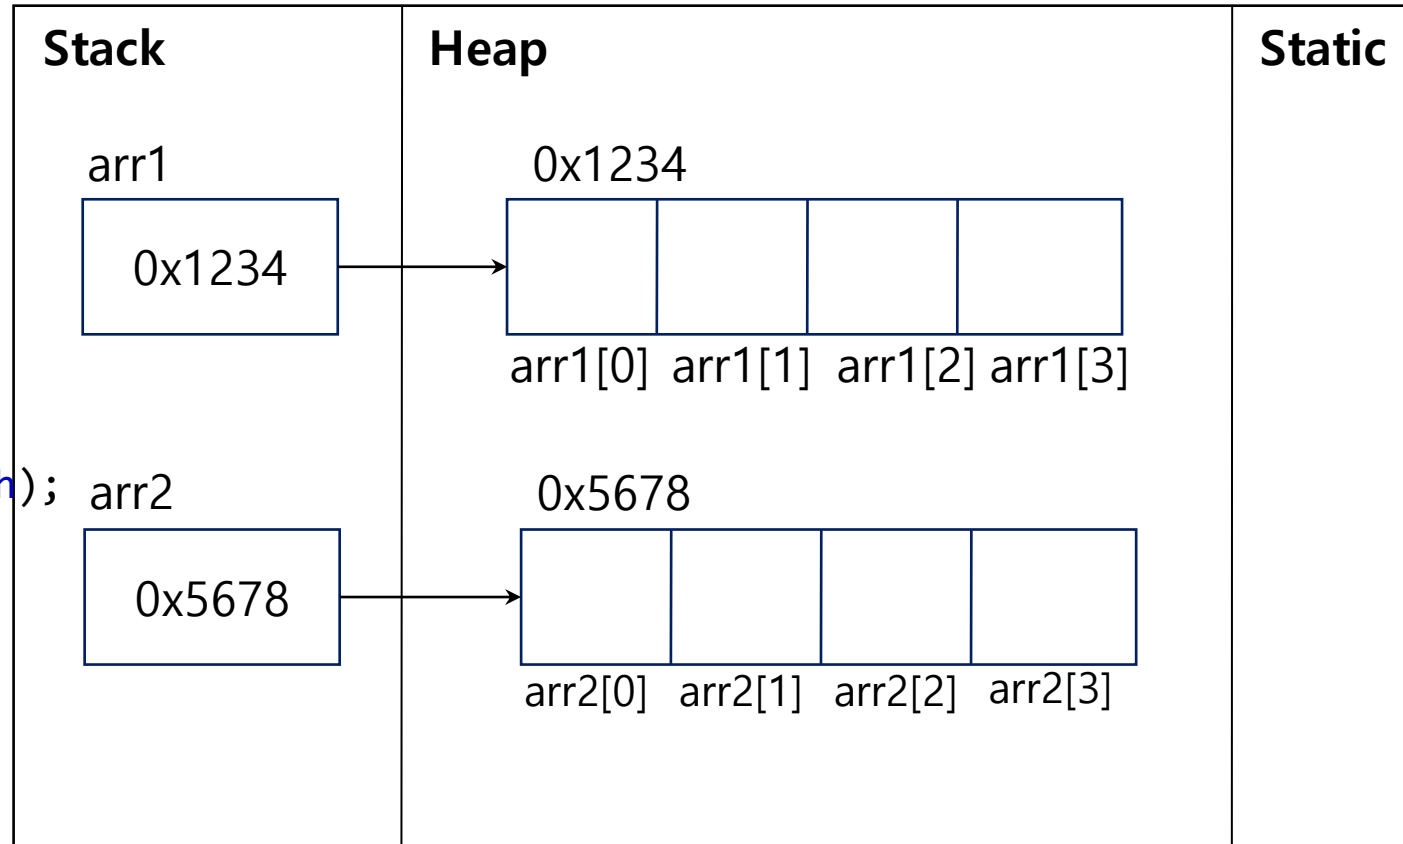 Stack Heap Static
arr1 0x1234
0x1234
arr1[0] arr1[1] arr1[2] arr1[3]
h); arr2 0x5678
0x5678
arr2[0] arr2[1] arr2[2] arr2[3]